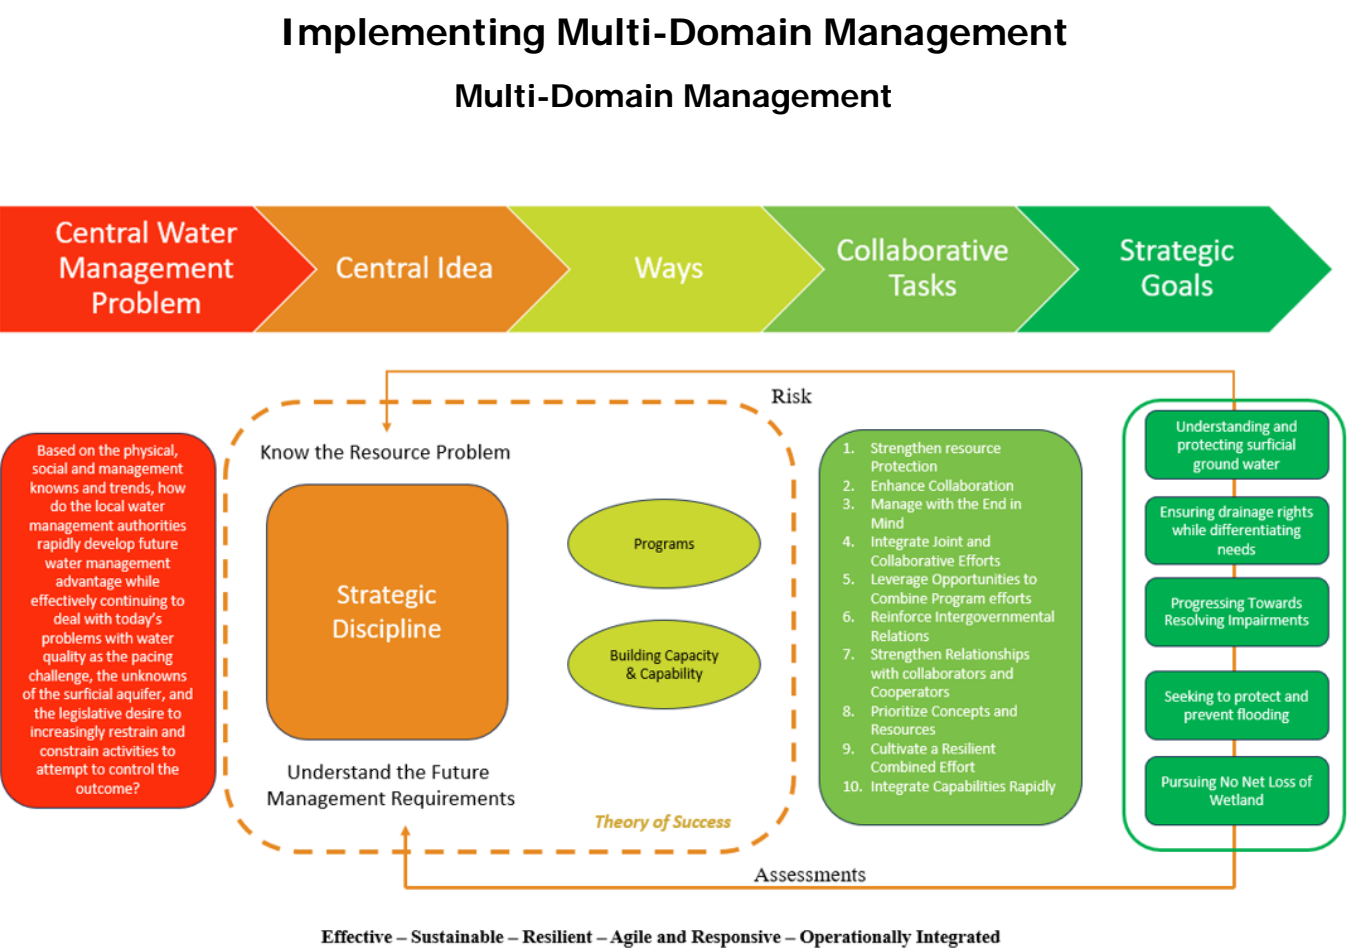 Implementing Multi-Domain Management
Multi-Domain Management
Central Water
Management
Problem
Central Idea
Ways
Collaborative
Tasks
Strategic
Goals
Risk
Based on the physical,
social and management
knowns and trends, how
do the local water
management authorities
rapidly develop future
water management
advantage while
effectively continuing to
deal with today's
problems with water
quality as the pacing
challenge, the unknowns
of the surficial aquifer, and
the legislative desire to
increasingly restrain and
constrain activities to
attempt to control the
outcome?
Know the Resource Problem
Strategic
Discipline
Understand the Future
Management Requirements
Programs
Building Capacity
& Capability
Theory of Success
1. Strengthen resource
Protection
2. Enhance Collaboration
3. Manage with the End in
Mind
4. Integrate Joint and
Collaborative Efforts
5. Leverage Opportunities to
Combine Program efforts
6. Reinforce Intergovernmental
Relations
7. Strengthen Relationships
with collaborators and
Cooperators
8. Prioritize Concepts and
Resources
9. Cultivate a Resilient
Combined Effort
10. Integrate Capabilities Rapidly
Understanding and
protecting surficial
ground water
Ensuring drainage rights
while differentiating
needs
Progressing Towards
Resolving Impairments
Seeking to protect and
prevent flooding
Pursuing No Net Loss of
Wetland
Assessments
Effective – Sustainable – Resilient – Agile and Responsive – Operationally Integrated